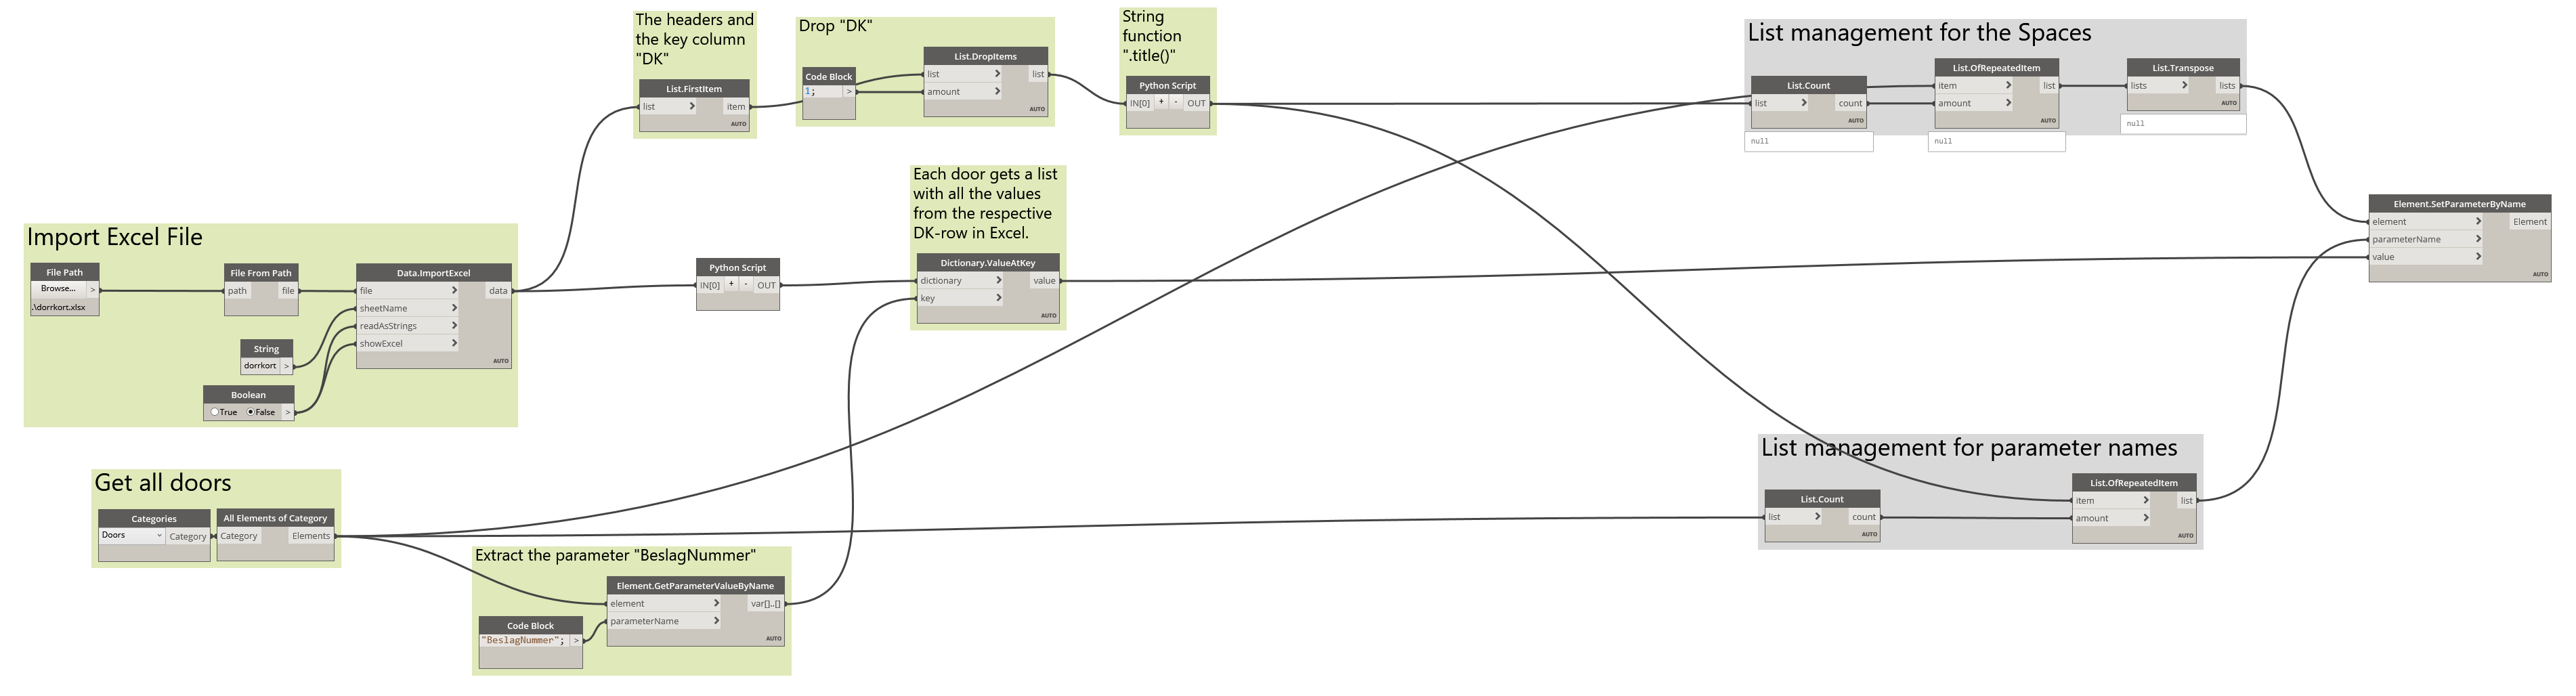 The headers and
the key column
"DK"
List.FirstItem
list > item
AUTO
Drop "DK"
Code Block
1; >
List.DropItems
list > list
amount >
AUTO
String
function
".title()"
Python Script
IN[0] + - OUT
List management for the Spaces
List.Count
list > count
AUTO
null
List.OfRepeatedItem
item > list
amount >
AUTO
null
List.Transpose
lists > lists
AUTO
null
Import Excel File
File Path
Browse... >
.\dorrkort.xlsx
File From Path
path file
Data.ImportExcel
file > data
sheetName >
readAsStrings >
showExcel >
AUTO
String
dorrkort >
Boolean
True False >
Python Script
IN[0] + - OUT
Each door gets a list
with all the values
from the respective
DK-row in Excel.
Dictionary.ValueAtKey
dictionary > value
key >
AUTO
Element.SetParameterByName
element > Element
parameterName >
value >
AUTO
Get all doors
Categories
Doors Category
All Elements of Category
Category Elements
Extract the parameter "BeslagNummer"
Code Block
"BeslagNummer"; >
Element.GetParameterValueByName
element > var[]..[]
parameterName >
AUTO
List management for parameter names
List.Count
list > count
AUTO
List.OfRepeatedItem
item > list
amount >
AUTO